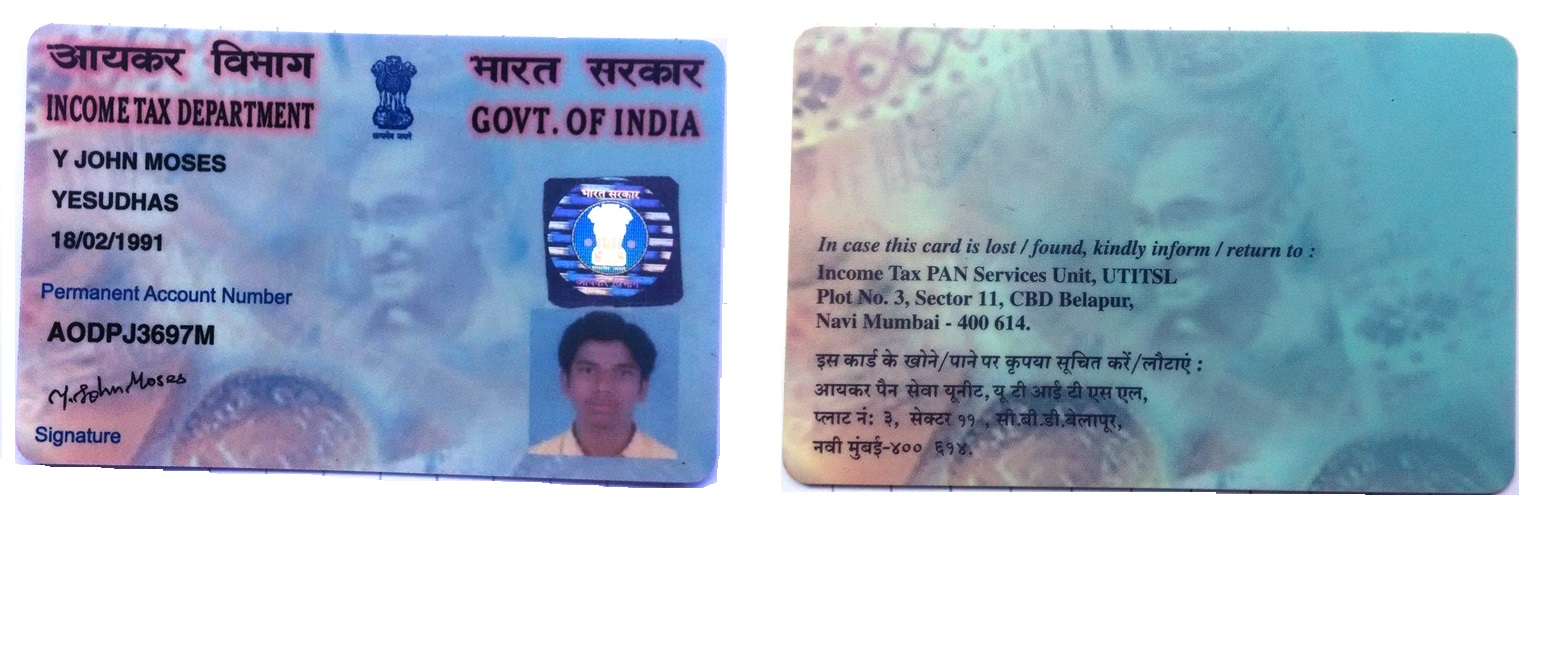 आयकर विभाग
भारत सरकार
INCOME TAX DEPARTMENT
GOVT. OF INDIA
सत्यमेव जयते
Y JOHN MOSES
YESUDHAS
18/02/1991
Permanent Account Number
AODPJ3697M
Y. John Moses
Signature
भारत सरकार
आयकर विभाग
In case this card is lost / found, kindly inform / return to :
Income Tax PAN Services Unit, UTITSL
Plot No. 3, Sector 11, CBD Belapur,
Navi Mumbai - 400 614.
इस कार्ड के खोने/पाने पर कृपया सूचित करें/लौटाएं :
आयकर पैन सेवा यूनीट, यू टी आई टी एस एल,
प्लाट नं: ३, सेक्टर ११ , सी.बी.डी.बेलापूर,
नवी मुंबई-४०० ६१४.